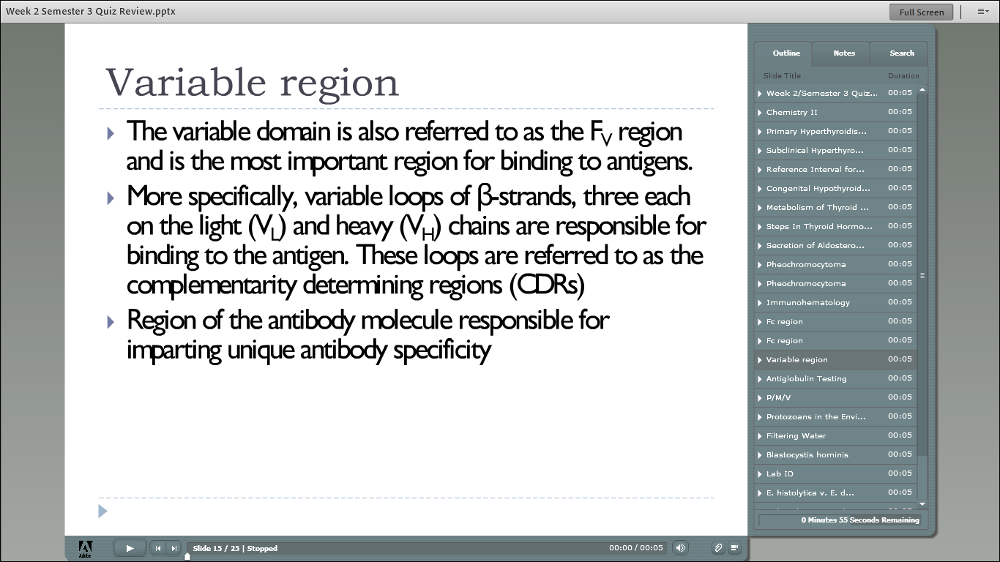 Week 2 Semester 3 Quiz Review.pptx
Full Screen
Variable region
The variable domain is also referred to as the FV region
and is the most important region for binding to antigens.
More specifically, variable loops of β-strands, three each
on the light (VL) and heavy (VH) chains are responsible for
binding to the antigen. These loops are referred to as the
complementarity determining regions (CDRs)
Region of the antibody molecule responsible for
imparting unique antibody specificity
Outline Notes Search
Slide Title Duration
Week 2/Semester 3 Quiz... 00:05
Chemistry II 00:05
Primary Hyperthyroidis... 00:05
Subclinical Hyperthyro... 00:05
Reference Interval for... 00:05
Congenital Hypothyroid... 00:05
Metabolism of Thyroid ... 00:05
Steps In Thyroid Hormo... 00:05
Secretion of Aldostero... 00:05
Pheochromocytoma 00:05
Pheochromocytoma 00:05
Immunohematology 00:05
Fc region 00:05
Fc region 00:05
Variable region 00:05
Antiglobulin Testing 00:05
P/M/V 00:05
Protozoans in the Envi... 00:05
Filtering Water 00:05
Blastocystis hominis 00:05
Lab ID 00:05
E. histolytica v. E. d... 00:05
0 Minutes 55 Seconds Remaining
Adobe
Slide 15 / 25 | Stopped 00:00 / 00:05